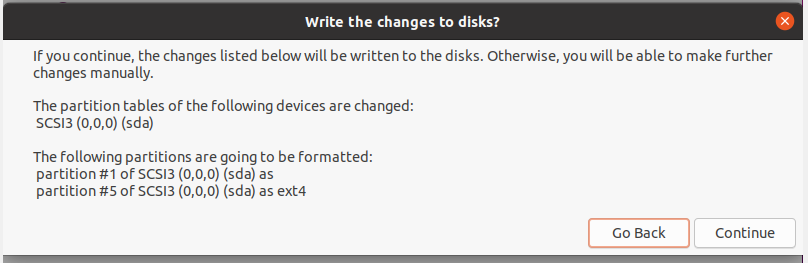 Write the changes to disks?
If you continue, the changes listed below will be written to the disks. Otherwise, you will be able to make further
changes manually.
The partition tables of the following devices are changed:
SCSI3 (0,0,0) (sda)
The following partitions are going to be formatted:
partition #1 of SCSI3 (0,0,0) (sda) as
partition #5 of SCSI3 (0,0,0) (sda) as ext4
Go Back Continue